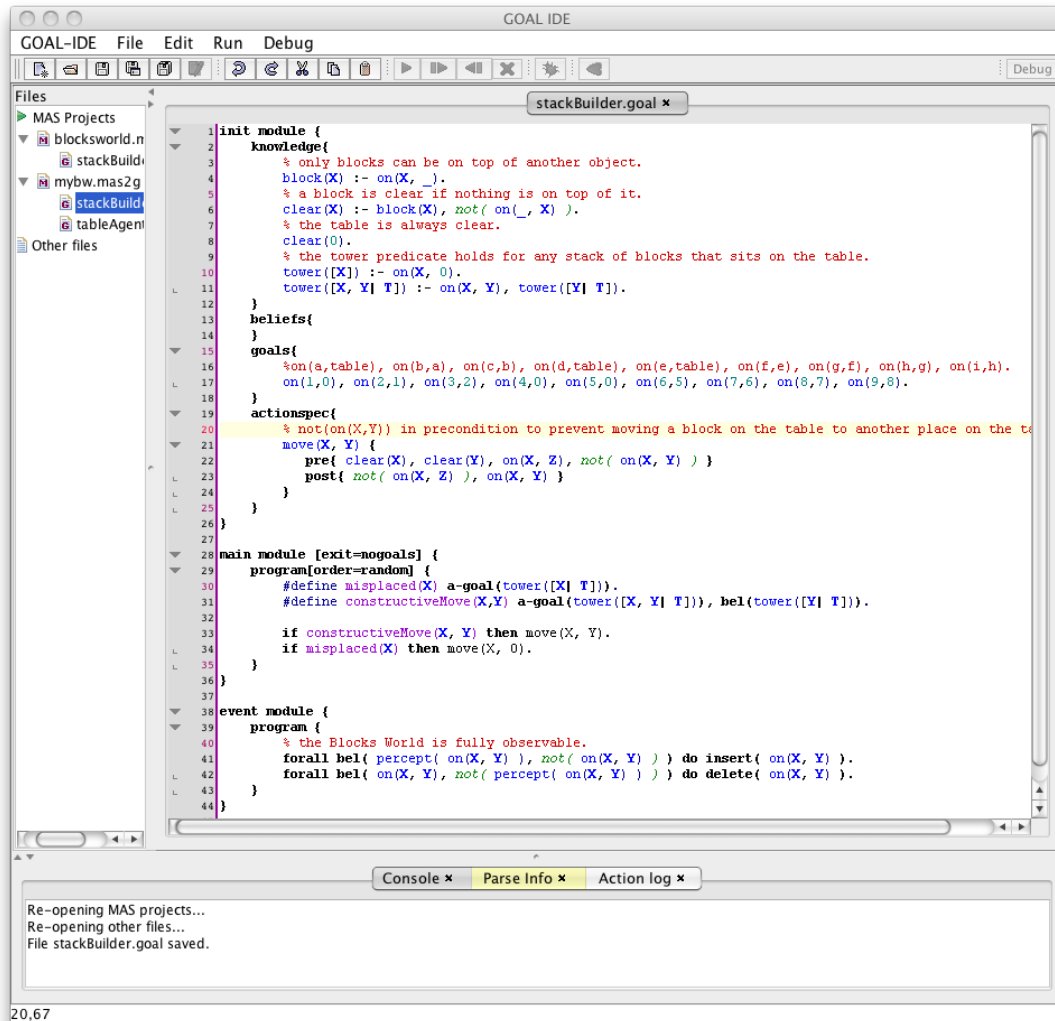 GOAL IDE
GOAL-IDE File Edit Run Debug
Debug
Files
MAS Projects
blocksworld.m
stackBuilde
mybw.mas2g
stackBuilde
tableAgent
Other files
stackBuilder.goal ×
1 init module {
2 knowledge{
3 % only blocks can be on top of another object.
4 block(X) :- on(X, _).
5 % a block is clear if nothing is on top of it.
6 clear(X) :- block(X), not( on(_, X) ).
7 % the table is always clear.
8 clear(0).
9 % the tower predicate holds for any stack of blocks that sits on the table.
10 tower([X]) :- on(X, 0).
11 tower([X, Y| T]) :- on(X, Y), tower([Y| T]).
12 }
13 beliefs{
14 }
15 goals{
16 %on(a,table), on(b,a), on(c,b), on(d,table), on(e,table), on(f,e), on(g,f), on(h,g), on(i,h).
17 on(1,0), on(2,1), on(3,2), on(4,0), on(5,0), on(6,5), on(7,6), on(8,7), on(9,8).
18 }
19 actionspec{
20 % not(on(X,Y)) in precondition to prevent moving a block on the table to another place on the ta
21 move(X, Y) {
22 pre{ clear(X), clear(Y), on(X, Z), not( on(X, Y) ) }
23 post{ not( on(X, Z) ), on(X, Y) }
24 }
25 }
26 }
27
28 main module [exit=nogoals] {
29 program[order=random] {
30 #define misplaced(X) a-goal(tower([X| T])).
31 #define constructiveMove(X,Y) a-goal(tower([X, Y| T])), bel(tower([Y| T])).
32
33 if constructiveMove(X, Y) then move(X, Y).
34 if misplaced(X) then move(X, 0).
35 }
36 }
37
38 event module {
39 program {
40 % the Blocks World is fully observable.
41 forall bel( percept( on(X, Y) ), not( on(X, Y) ) ) do insert( on(X, Y) ).
42 forall bel( on(X, Y), not( percept( on(X, Y) ) ) ) do delete( on(X, Y) ).
43 }
44 }
Console × Parse Info × Action log ×
Re-opening MAS projects...
Re-opening other files...
File stackBuilder.goal saved.
20,67